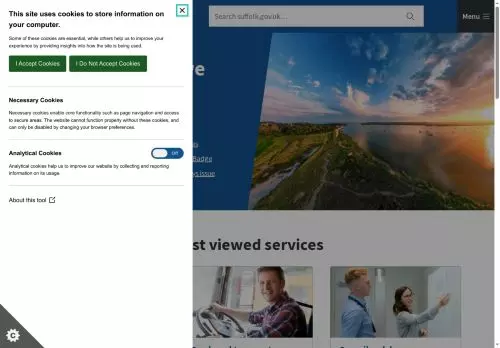 This site uses cookies to store information on
your computer.
Some of these cookies are essential, while others help us to improve your
experience by providing insights into how the site is being used.
I Accept Cookies
I Do Not Accept Cookies
Necessary Cookies
Necessary cookies enable core functionality such as page navigation and access
to secure areas. The website cannot function properly without these cookies, and
can only be disabled by changing your browser preferences.
Analytical Cookies
Off
Analytical cookies help us to improve our website by collecting and reporting
information on its usage.
About this tool
Search suffolk.gov.uk...
Menu
Badge
issue
viewed services